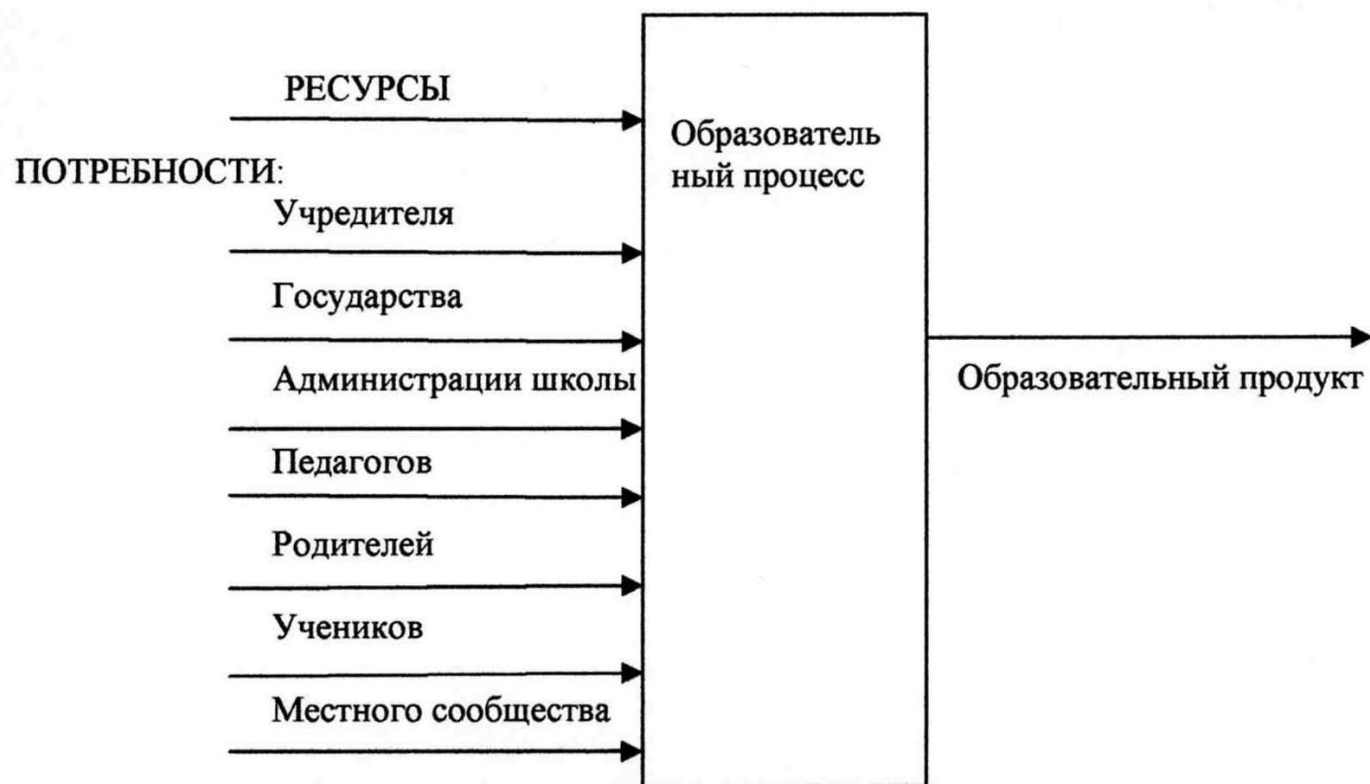 РЕСУРСЫ
Образователь
ный процесс
ПОТРЕБНОСТИ:
Учредителя
Государства
Администрации школы
Образовательный продукт
Педагогов
Родителей
Учеников
Местного сообщества